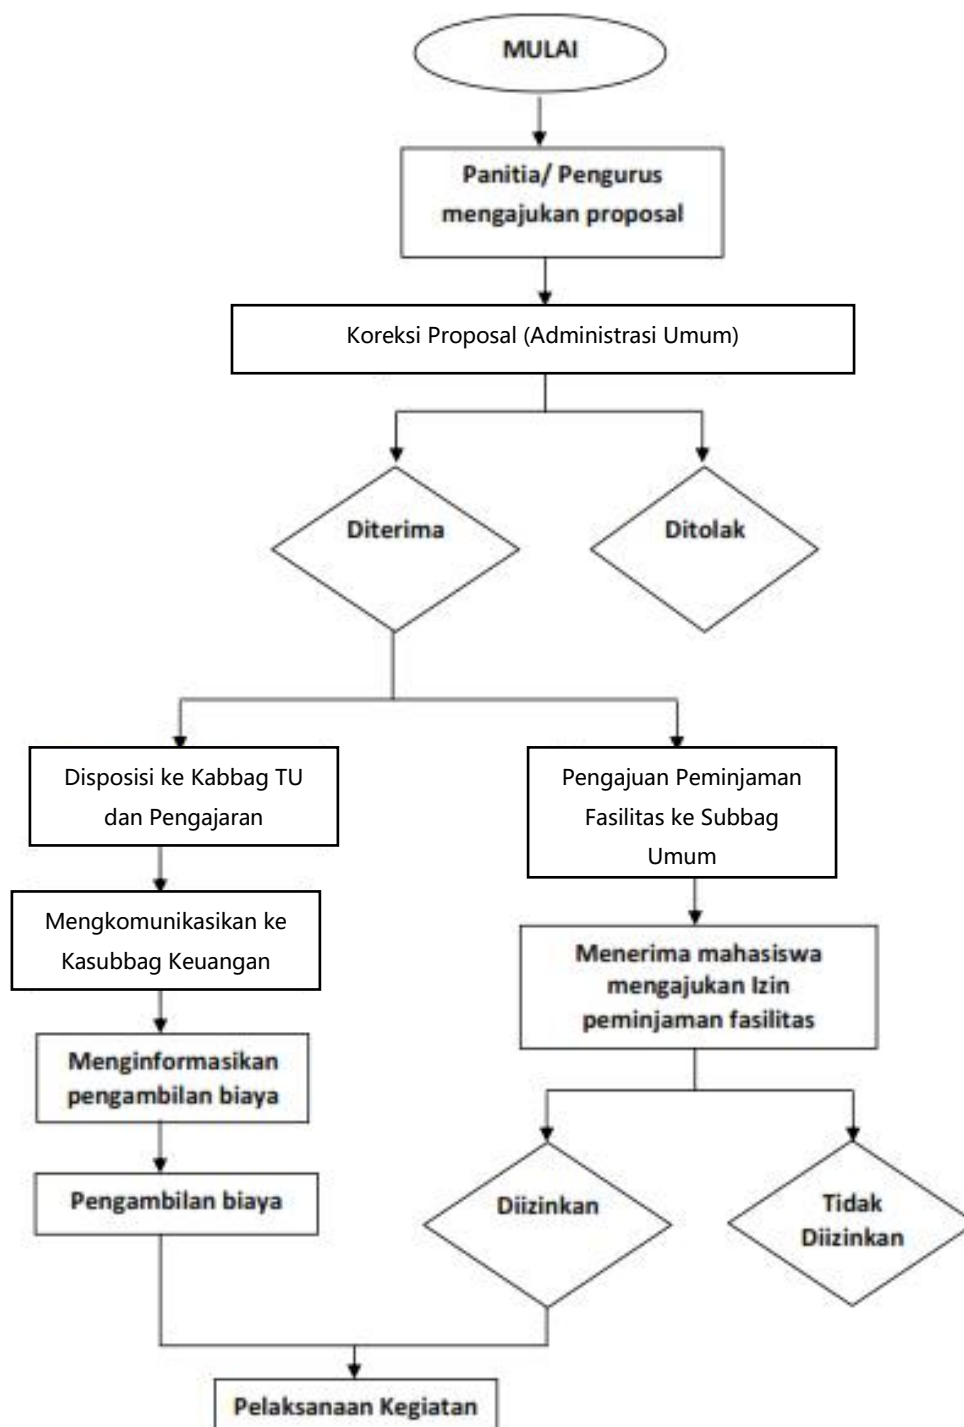 MULAI
Panitia/ Pengurus
mengajukan proposal
Koreksi Proposal (Administrasi Umum)
Diterima
Ditolak
Disposisi ke Kabbag TU
dan Pengajaran
Pengajuan Peminjaman
Fasilitas ke Subbag
Umum
Mengkomunikasikan ke
Kasubbag Keuangan
Menerima mahasiswa
mengajukan Izin
peminjaman fasilitas
Menginformasikan
pengambilan biaya
Pengambilan biaya
Diizinkan
Tidak
Diizinkan
Pelaksanaan Kegiatan